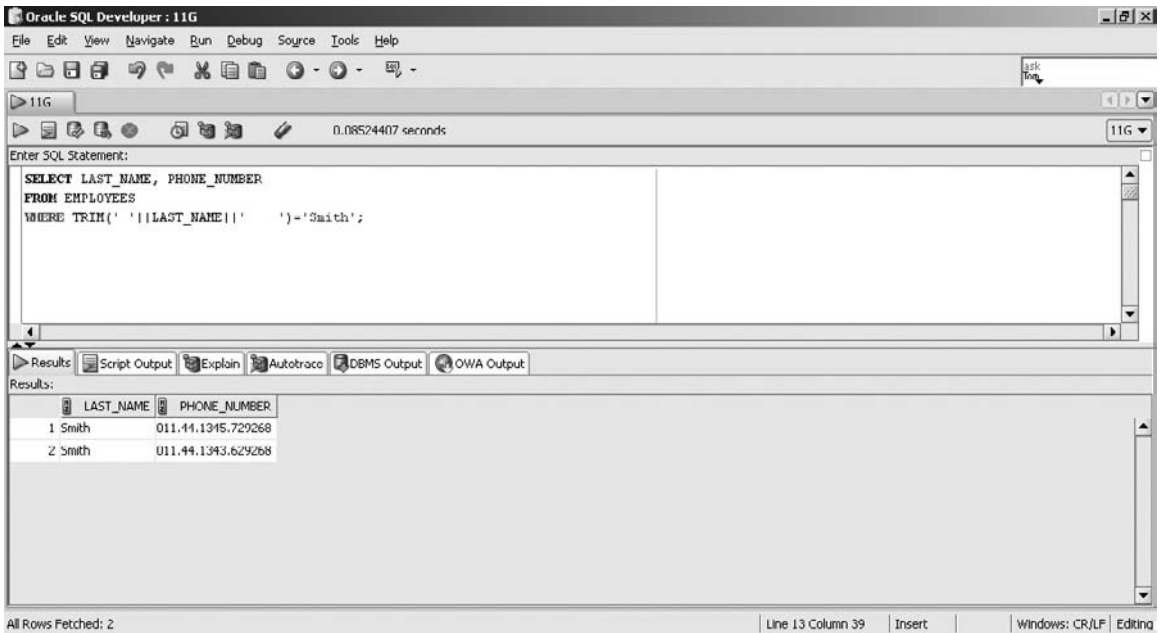 Oracle SQL Developer : 11G
File Edit View Navigate Run Debug Source Tools Help
ask
Tom
11G
0.08524407 seconds
11G
Enter SQL Statement:
SELECT LAST_NAME, PHONE_NUMBER
FROM EMPLOYEES
WHERE TRIM(' '||LAST_NAME||'    ')='Smith';
Results Script Output Explain Autotrace DBMS Output OWA Output
Results:
LAST_NAME PHONE_NUMBER
1 Smith 011.44.1345.729268
2 Smith 011.44.1343.629268
All Rows Fetched: 2 Line 13 Column 39 Insert Windows: CR/LF Editing